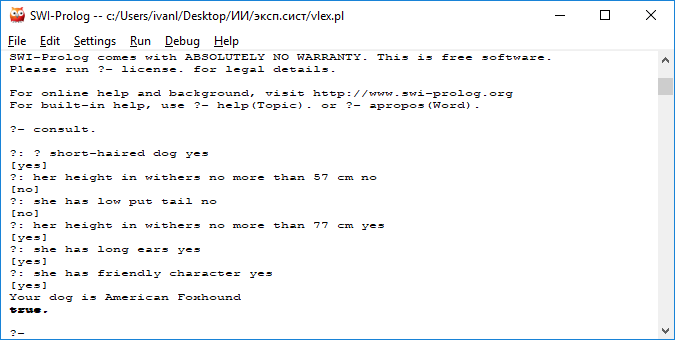 SWI-Prolog -- c:/Users/ivanl/Desktop/ИИ/эксп.сист/vlex.pl
File Edit Settings Run Debug Help
SWI-Prolog comes with ABSOLUTELY NO WARRANTY. This is free software.
Please run ?- license. for legal details.
For online help and background, visit http://www.swi-prolog.org
For built-in help, use ?- help(Topic). or ?- apropos(Word).
?- consult.
?: ? short-haired dog yes
[yes]
?: her height in withers no more than 57 cm no
[no]
?: she has low put tail no
[no]
?: her height in withers no more than 77 cm yes
[yes]
?: she has long ears yes
[yes]
?: she has friendly character yes
[yes]
Your dog is American Foxhound
true.
?-